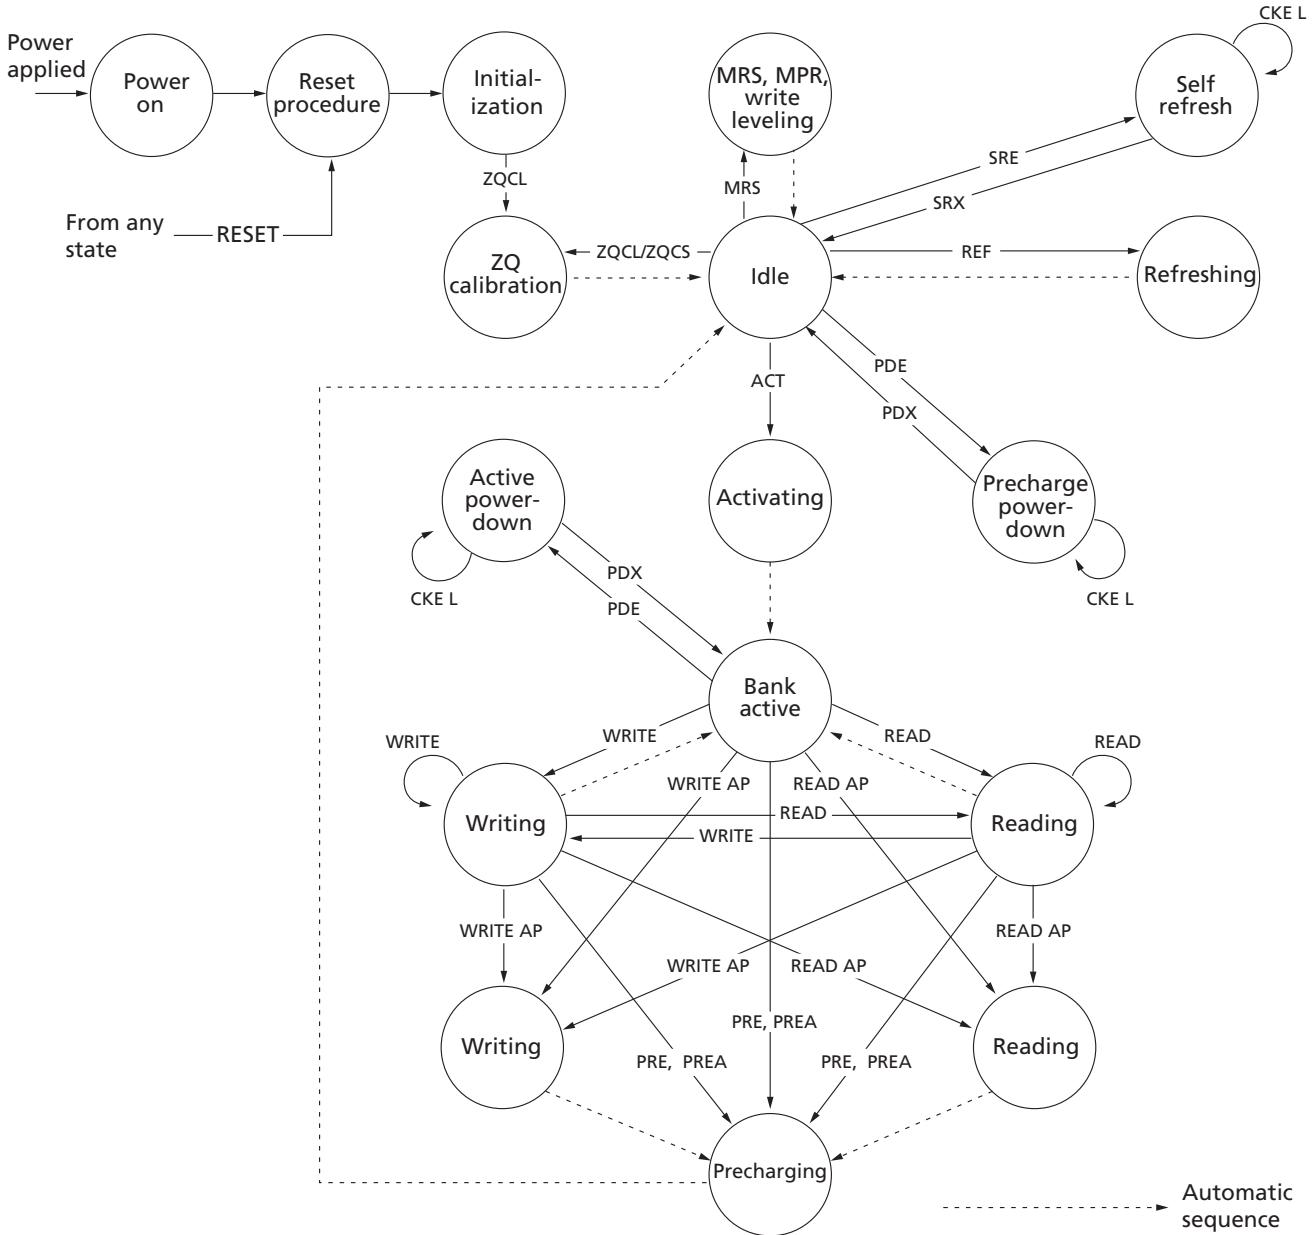 CKE L
Power
applied
Power
on
Reset
procedure
Initial-
ization
MRS, MPR,
write
leveling
Self
refresh
SRE
ZQCL
MRS
SRX
From any
state
RESET
ZQ
calibration
ZQCL/ZQCS
Idle
REF
Refreshing
ACT
PDE
PDX
Active
power-
down
Activating
Precharge
power-
down
PDX
CKE L
PDE
CKE L
Bank
active
WRITE
WRITE
READ
READ
WRITE AP
READ AP
Writing
READ
WRITE
Reading
WRITE AP
READ AP
WRITE AP
READ AP
Writing
PRE, PREA
Reading
PRE, PREA
PRE, PREA
Precharging
Automatic
sequence